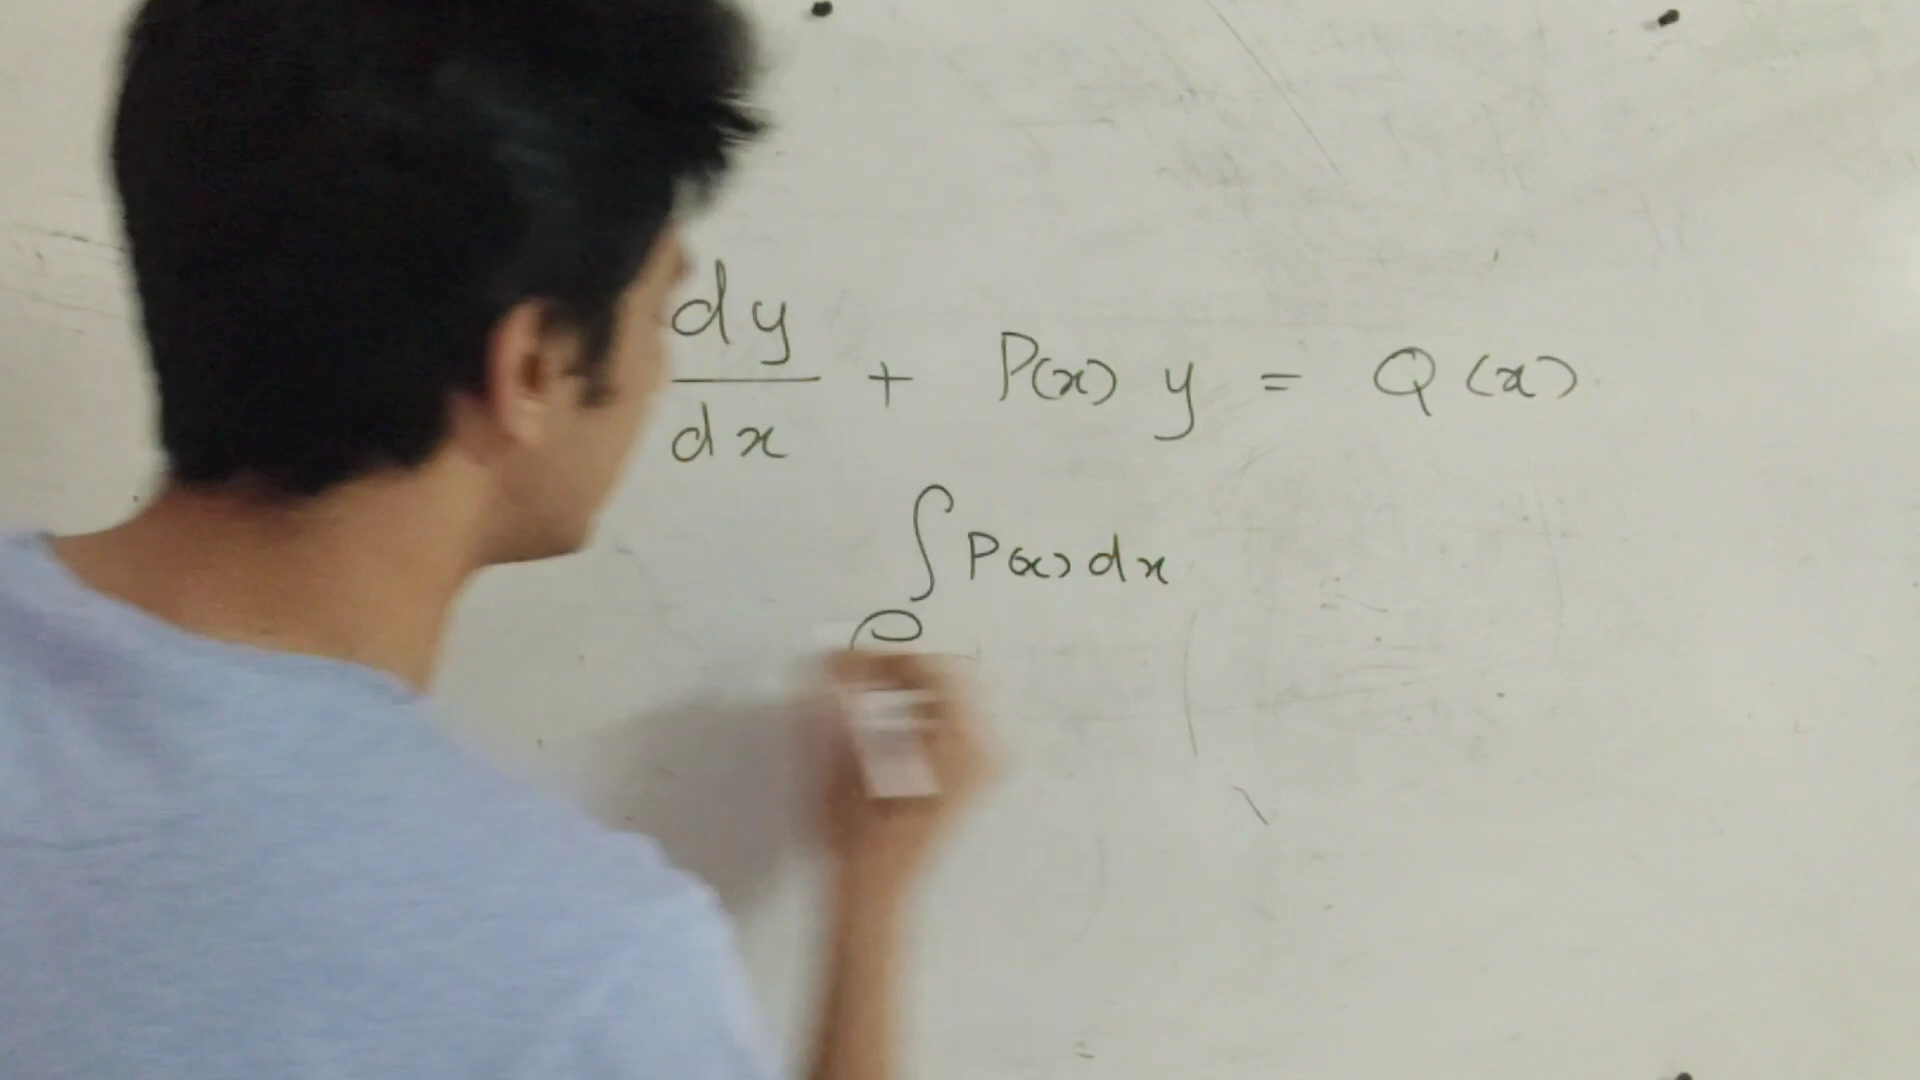 dy/dx + P(x) y = Q(x)
e^∫P(x)dx